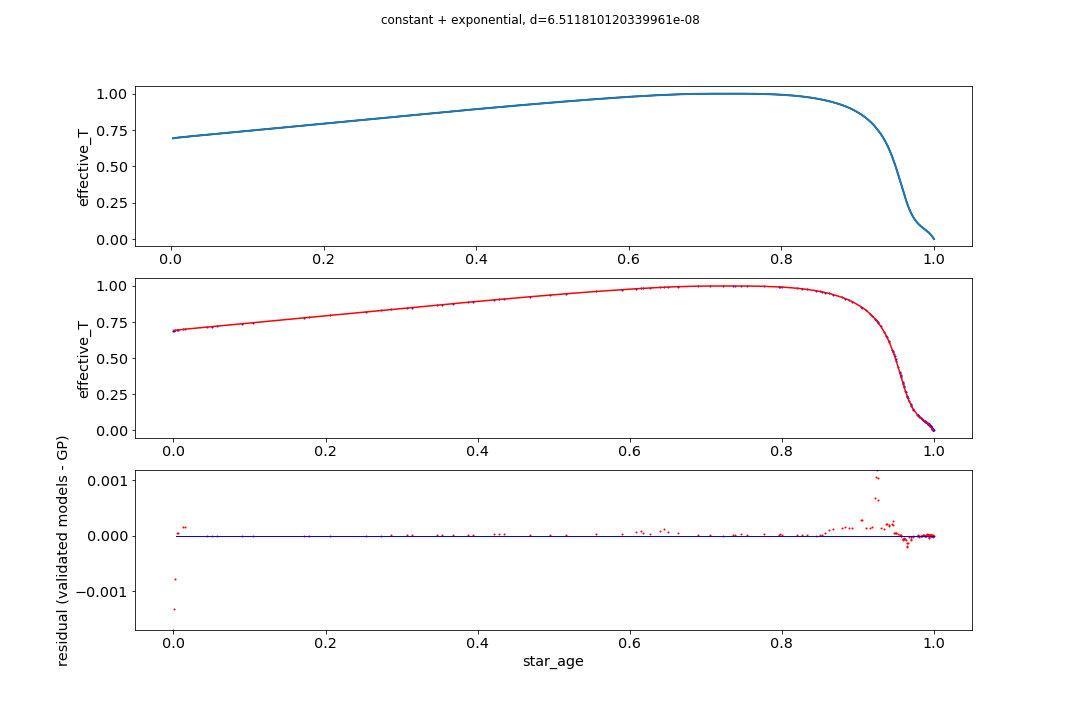 constant + exponential, d=6.511810120339961e-08
effective_T
1.00
0.75
0.50
0.25
0.00
0.0 0.2 0.4 0.6 0.8 1.0
effective_T
1.00
0.75
0.50
0.25
0.00
0.0 0.2 0.4 0.6 0.8 1.0
residual (validated models - GP)
0.001
0.000
−0.001
0.0 0.2 0.4 0.6 0.8 1.0
star_age